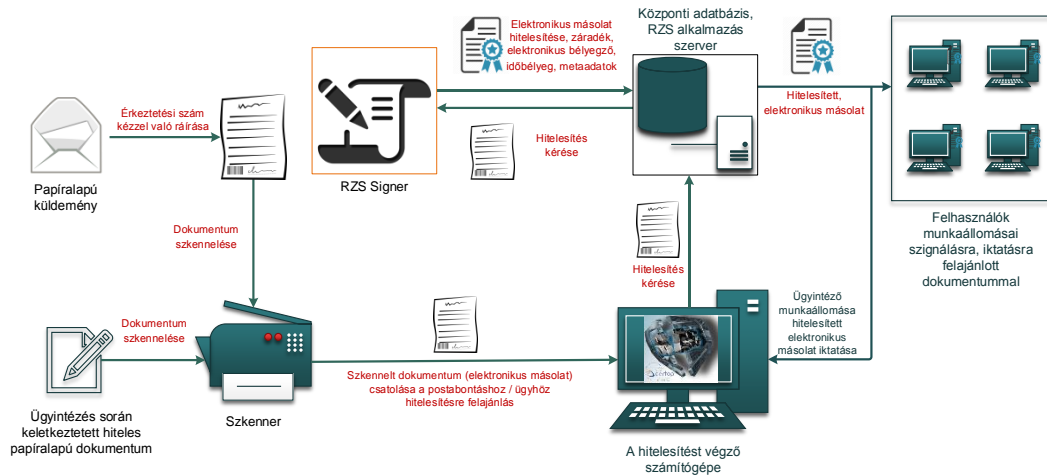 Elektronikus másolat
hitelesítése, záradék,
elektronikus bélyegző,
időbélyeg, metaadatok
Központi adatbázis,
RZS alkalmazás
szerver
Érkeztetési szám
kézzel való ráírása
Hitelesítés
kérése
Hitelesített,
elektronikus másolat
Papíralapú
küldemény
RZS Signer
Felhasználók
munkaállomásai
szignálásra, iktatásra
felajánlott
dokumentummal
Dokumentum
szkennelése
Hitelesítés
kérése
Dokumentum
szkennelése
Ügyintéző
munkaállomása
hitelesített
elektronikus
másolat iktatása
Szkennelt dokumentum (elektronikus másolat)
csatolása a postabontáshoz / ügyhöz
hitelesítésre felajánlás
Ügyintézés során
keletkeztetett hiteles
papíralapú dokumentum
Szkenner
A hitelesítést végző
számítógépe